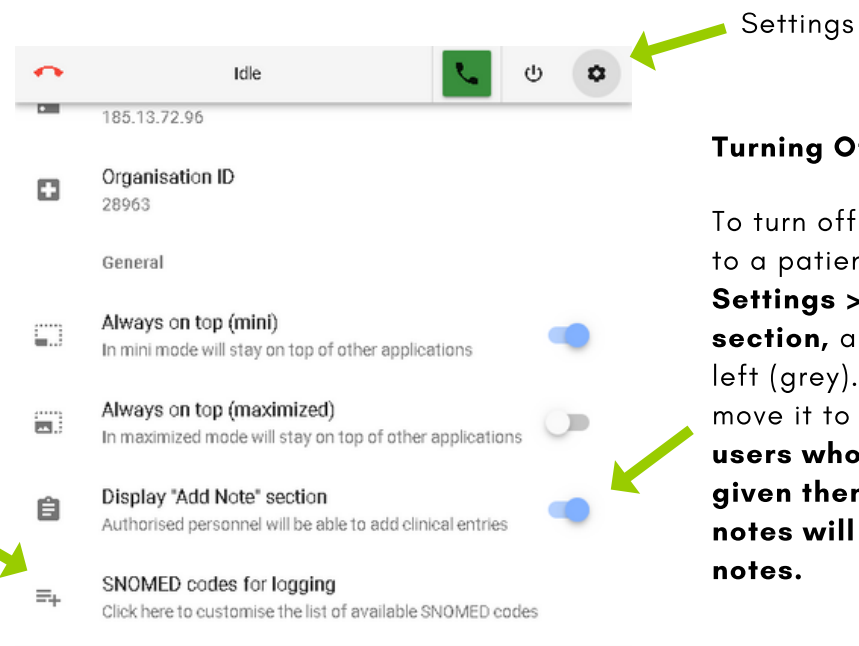 Settings
Idle
185.13.72.96
Organisation ID
28963
General
Always on top (mini)
In mini mode will stay on top of other applications
Always on top (maximized)
In maximized mode will stay on top of other applications
Display "Add Note" section
Authorised personnel will be able to add clinical entries
SNOMED codes for logging
Click here to customise the list of available SNOMED codes
Turning
To turn off
to a
Settings >
section, a
left (grey).
move it to
users who
given
notes will
notes.